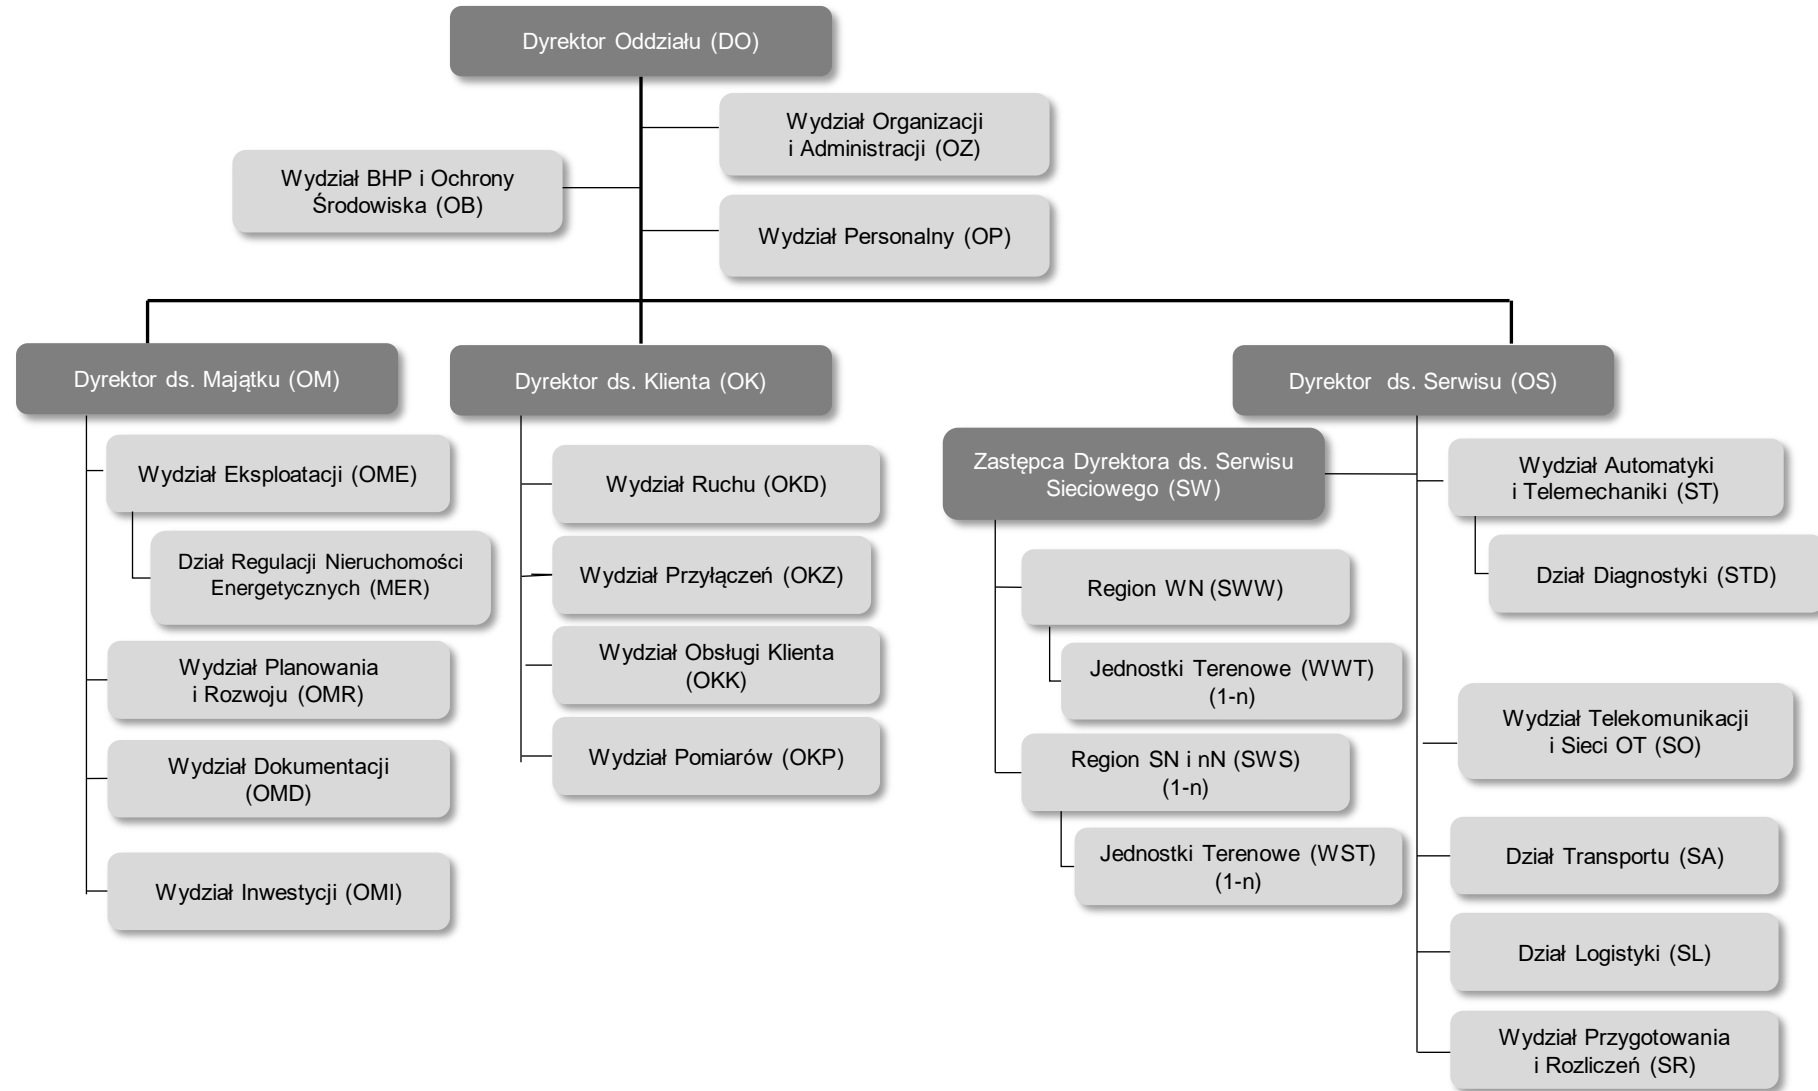 Dyrektor Oddziału (DO)
Wydział Organizacji
i Administracji (OZ)
Wydział BHP i Ochrony
Środowiska (OB)
Wydział Personalny (OP)
Dyrektor ds. Majątku (OM)
Wydział Eksploatacji (OME)
Dział Regulacji Nieruchomości
Energetycznych (MER)
Wydział Planowania
i Rozwoju (OMR)
Wydział Dokumentacji
(OMD)
Wydział Inwestycji (OMI)
Dyrektor ds. Klienta (OK)
Wydział Ruchu (OKD)
Wydział Przyłączeń (OKZ)
Wydział Obsługi Klienta
(OKK)
Wydział Pomiarów (OKP)
Dyrektor ds. Serwisu (OS)
Zastępca Dyrektora ds. Serwisu
Sieciowego (SW)
Region WN (SWW)
Jednostki Terenowe (WWT)
(1-n)
Region SN i nN (SWS)
(1-n)
Jednostki Terenowe (WST)
(1-n)
Wydział Automatyki
i Telemechaniki (ST)
Dział Diagnostyki (STD)
Wydział Telekomunikacji
i Sieci OT (SO)
Dział Transportu (SA)
Dział Logistyki (SL)
Wydział Przygotowania
i Rozliczeń (SR)